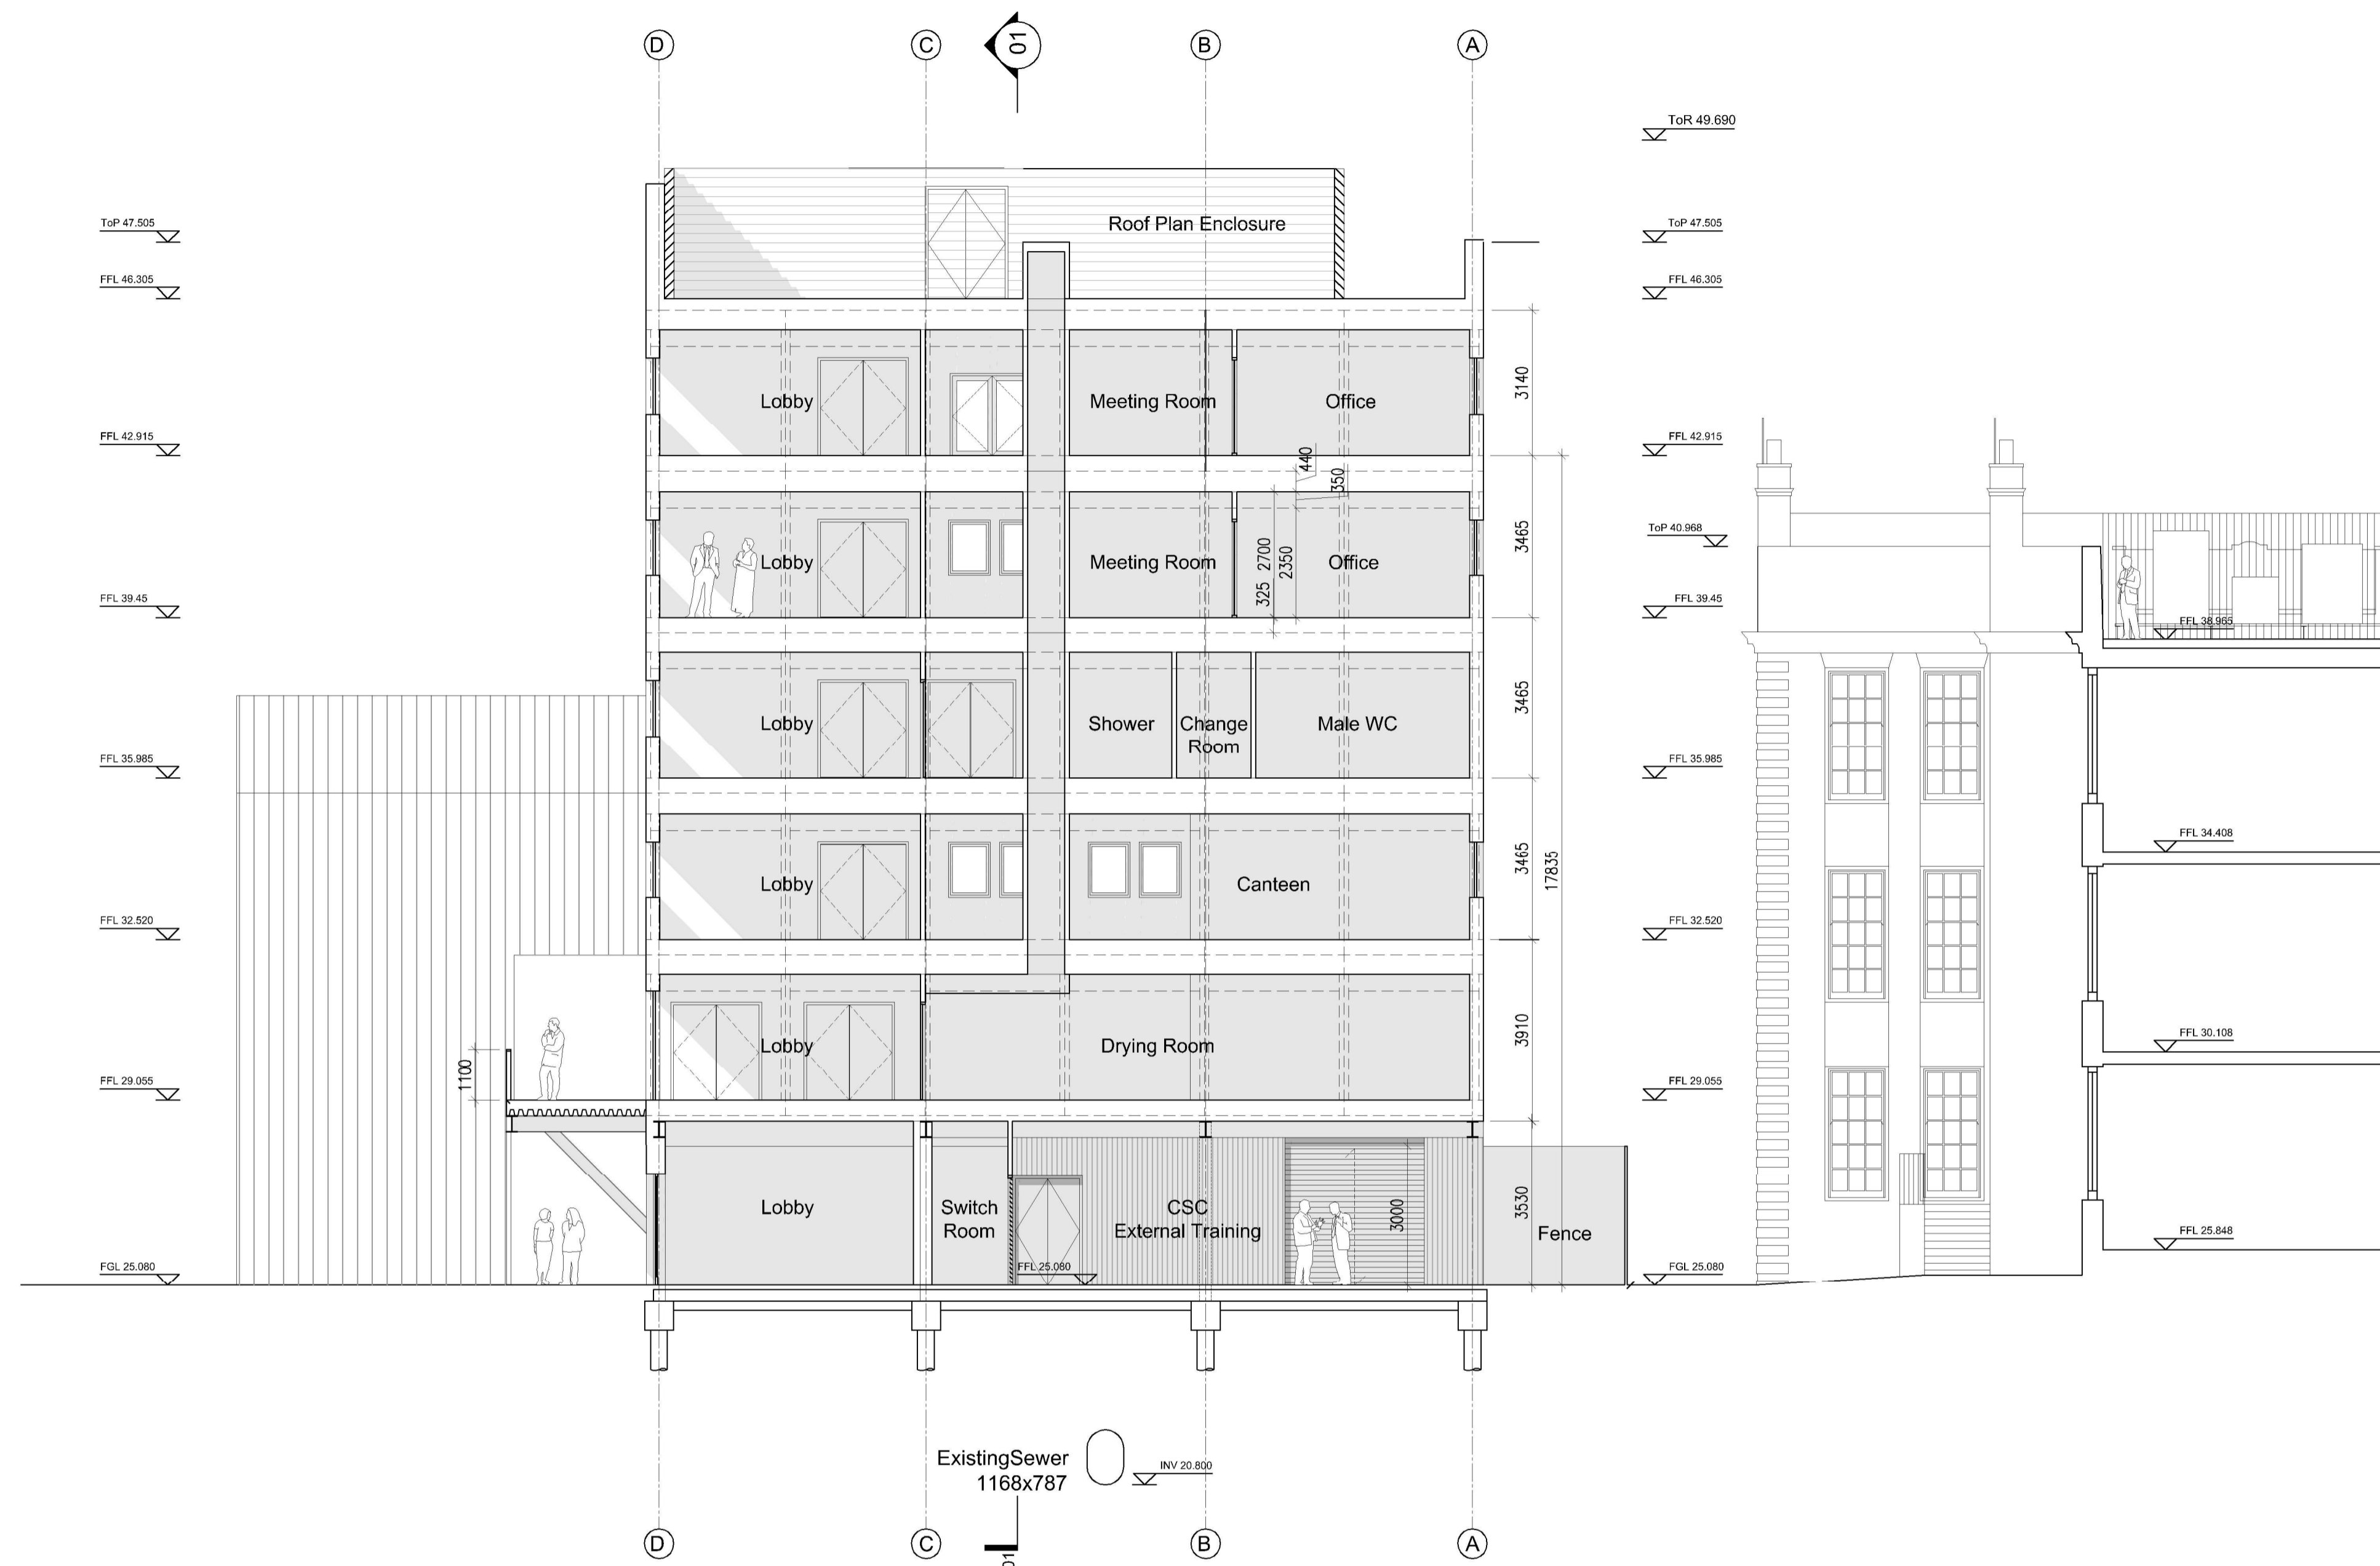 D
C
01
B
A
ToR 49.690
ToP 47.505
Roof Plan Enclosure
ToP 47.505
FFL 46.305
FFL 46.305
Lobby
Meeting Room
Office
3140
FFL 42.915
FFL 42.915
440
350
Lobby
Meeting Room
325
2700
2350
Office
3465
ToP 40.968
FFL 39.45
FFL 39.45
FFL 38.965
Lobby
Shower
Change
Room
Male WC
3465
FFL 35.985
FFL 35.985
FFL 34.408
Lobby
Canteen
3465
17835
FFL 32.520
FFL 32.520
Lobby
Drying Room
3910
FFL 30.108
1100
FFL 29.055
FFL 29.055
Lobby
Switch
Room
CSC
External Training
3000
3530
Fence
FFL 25.848
FGL 25.080
FFL 25.080
FGL 25.080
ExistingSewer
1168x787
INV 20.800
D
C
01
B
A